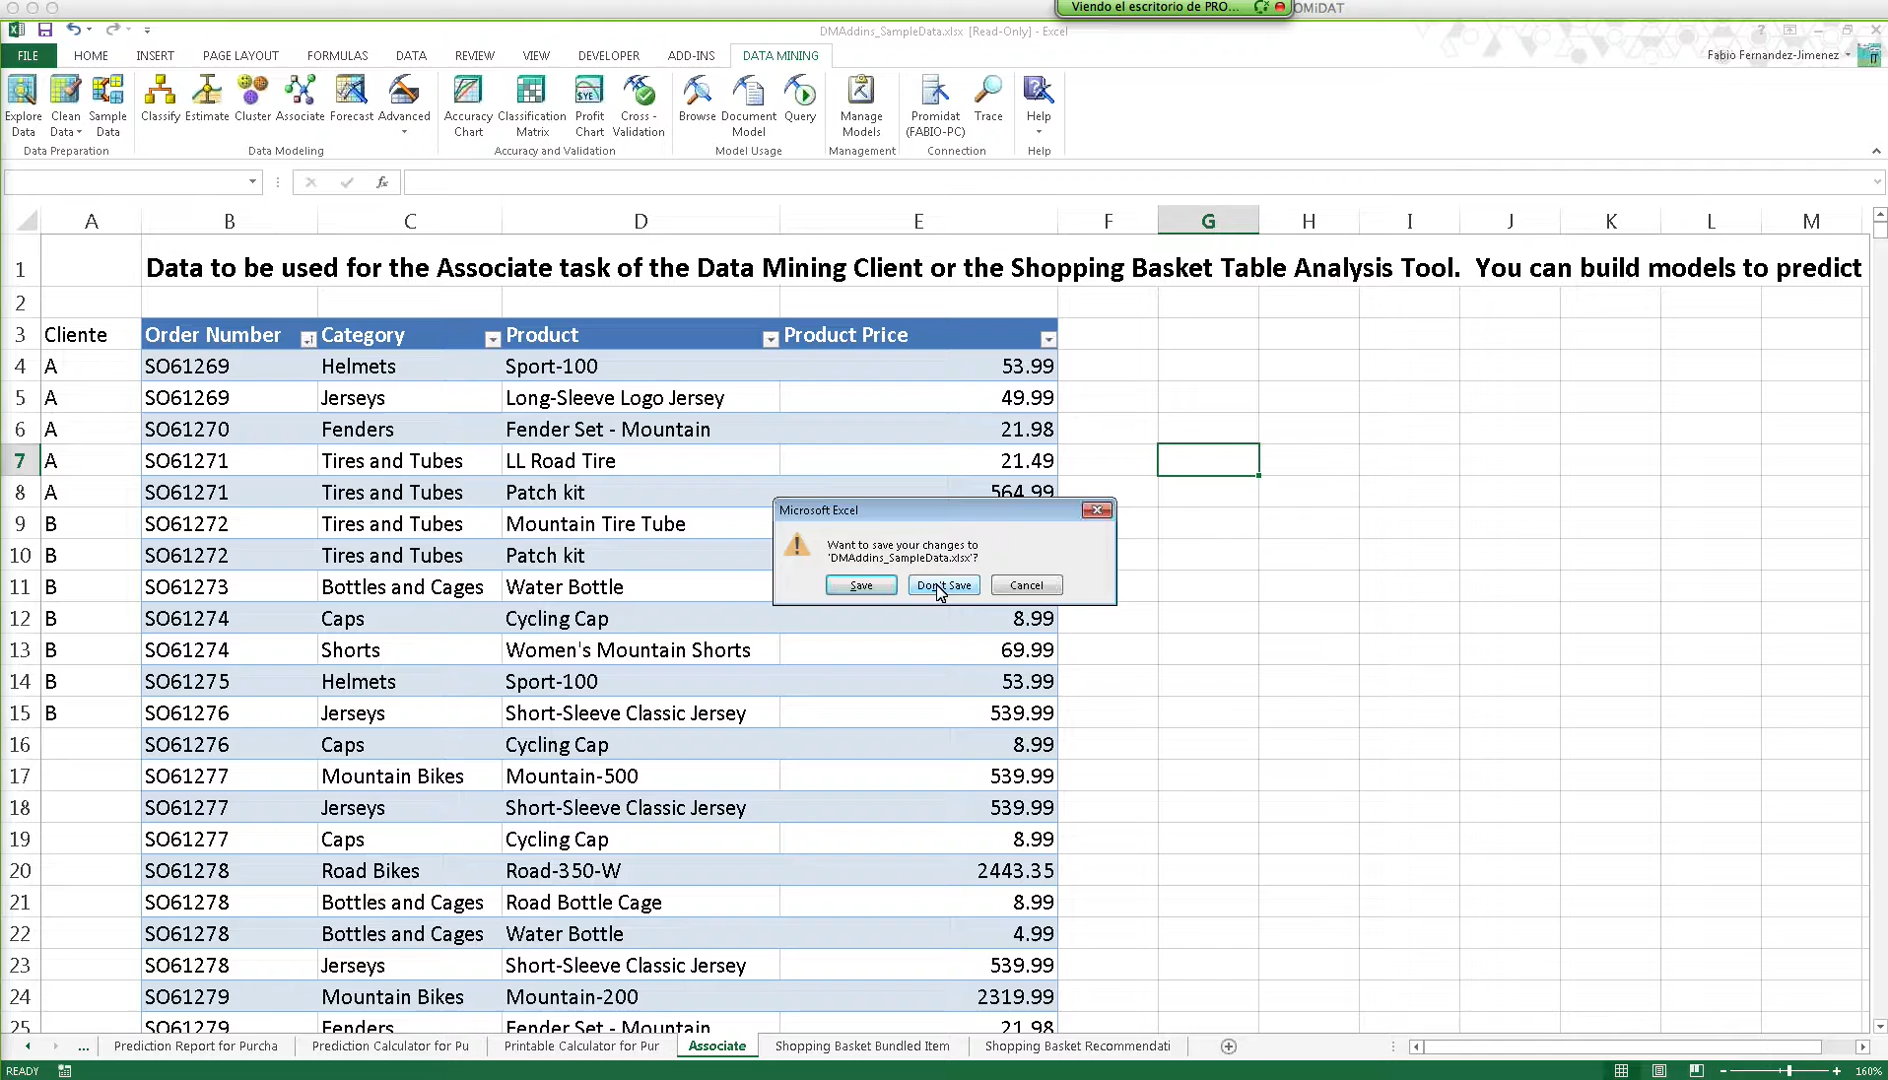 Viendo el escritorio de PRO... OMiDAT
DMAddins_SampleData.xlsx [Read-Only] - Excel
FILE HOME INSERT PAGE LAYOUT FORMULAS DATA REVIEW VIEW DEVELOPER ADD-INS DATA MINING Fabio Fernandez-Jimenez
Explore Data Clean Data Sample Data Classify Estimate Cluster Associate Forecast Advanced Accuracy Chart Classification Matrix Profit Chart Cross - Validation Browse Document Model Query Manage Models Promidat (FABIO-PC) Trace Help
Data Preparation Data Modeling Accuracy and Validation Model Usage Management Connection Help
fx
A B C D E F G H I J K L M
1 Data to be used for the Associate task of the Data Mining Client or the Shopping Basket Table Analysis Tool. You can build models to predict
2
3 Cliente Order Number Category Product Product Price
4 A SO61269 Helmets Sport-100 53.99
5 A SO61269 Jerseys Long-Sleeve Logo Jersey 49.99
6 A SO61270 Fenders Fender Set - Mountain 21.98
7 A SO61271 Tires and Tubes LL Road Tire 21.49
8 A SO61271 Tires and Tubes Patch kit 564.99
9 B SO61272 Tires and Tubes Mountain Tire Tube
10 B SO61272 Tires and Tubes Patch kit
11 B SO61273 Bottles and Cages Water Bottle
12 B SO61274 Caps Cycling Cap 8.99
13 B SO61274 Shorts Women's Mountain Shorts 69.99
14 B SO61275 Helmets Sport-100 53.99
15 B SO61276 Jerseys Short-Sleeve Classic Jersey 539.99
16 SO61276 Caps Cycling Cap 8.99
17 SO61277 Mountain Bikes Mountain-500 539.99
18 SO61277 Jerseys Short-Sleeve Classic Jersey 539.99
19 SO61277 Caps Cycling Cap 8.99
20 SO61278 Road Bikes Road-350-W 2443.35
21 SO61278 Bottles and Cages Road Bottle Cage 8.99
22 SO61278 Bottles and Cages Water Bottle 4.99
23 SO61278 Jerseys Short-Sleeve Classic Jersey 539.99
24 SO61279 Mountain Bikes Mountain-200 2319.99
25 SO61279 Fenders Fender Set - Mountain 21.98
Microsoft Excel
Want to save your changes to
'DMAddins_SampleData.xlsx'?
Save Don't Save Cancel
... Prediction Report for Purcha Prediction Calculator for Pu Printable Calculator for Pur Associate Shopping Basket Bundled Item Shopping Basket Recommendati
READY 160%